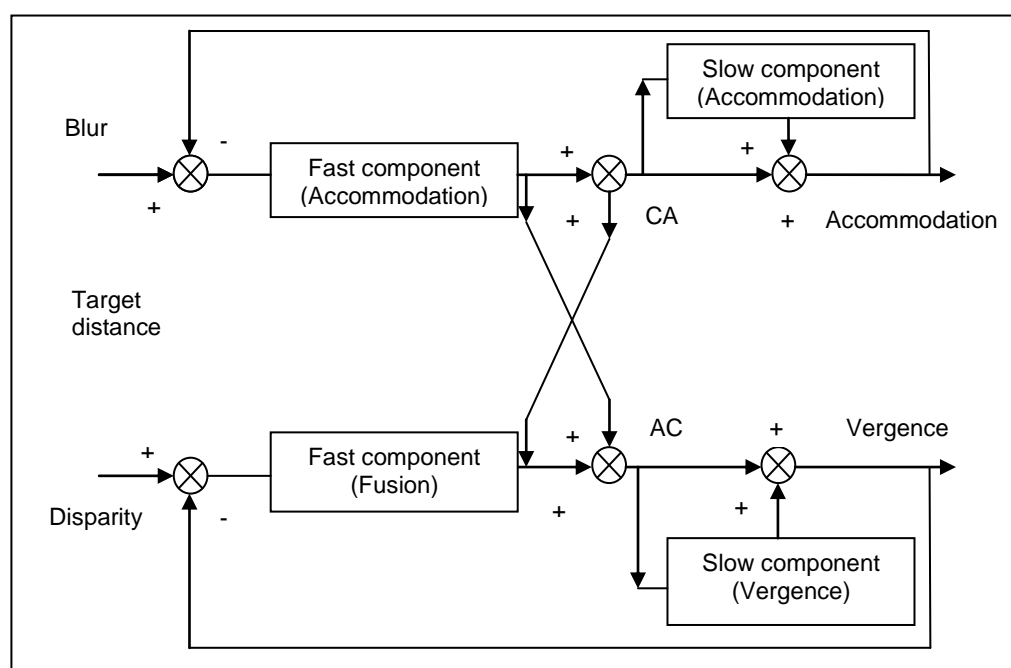 Slow component
(Accommodation)
Blur
-
+
+
Fast component
(Accommodation)
+
+
CA
+
+
Accommodation
Target
distance
+
+
AC
+
Vergence
Fast component
(Fusion)
Disparity
-
+
+
Slow component
(Vergence)